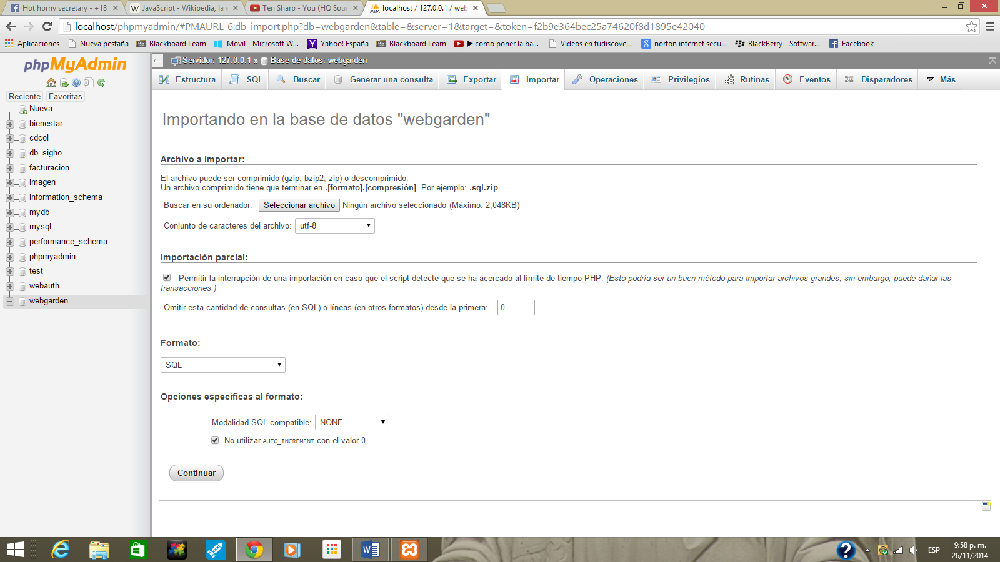 Hot horny secretary - +18
JavaScript - Wikipedia, la e
Ten Sharp - You (HQ Sour
localhost / 127.0.0.1 / web
localhost/phpmyadmin/#PMAURL-6:db_import.php?db=webgarden&table=&server=1&target=&token=f2b9e364bec25a74620f8d1895e42040
Aplicaciones
Nueva pestaña
Blackboard Learn
Móvil - Microsoft W...
Yahoo! España
Blackboard Learn
▶ como poner la ba...
Videos en tudiscove...
norton internet secu...
BlackBerry - Softwar...
Facebook
phpMyAdmin
Reciente
Favoritas
Nueva
bienestar
cdcol
db_sigho
facturacion
imagen
information_schema
mydb
mysql
performance_schema
phpmyadmin
test
webauth
webgarden
Servidor: 127.0.0.1 » Base de datos: webgarden
Estructura
SQL
Buscar
Generar una consulta
Exportar
Importar
Operaciones
Privilegios
Rutinas
Eventos
Disparadores
Más
Importando en la base de datos "webgarden"
Archivo a importar:
El archivo puede ser comprimido (gzip, bzip2, zip) o descomprimido.
Un archivo comprimido tiene que terminar en .[formato].[compresión]. Por ejemplo: .sql.zip
Buscar en su ordenador: Seleccionar archivo Ningún archivo seleccionado (Máximo: 2,048KB)
Conjunto de caracteres del archivo: utf-8
Importación parcial:
Permitir la interrupción de una importación en caso que el script detecte que se ha acercado al límite de tiempo PHP. (Esto podría ser un buen método para importar archivos grandes; sin embargo, puede dañar las
transacciones.)
Omitir esta cantidad de consultas (en SQL) o líneas (en otros formatos) desde la primera: 0
Formato:
SQL
Opciones específicas al formato:
Modalidad SQL compatible: NONE
No utilizar AUTO_INCREMENT con el valor 0
Continuar
ESP
9:58 p. m.
26/11/2014